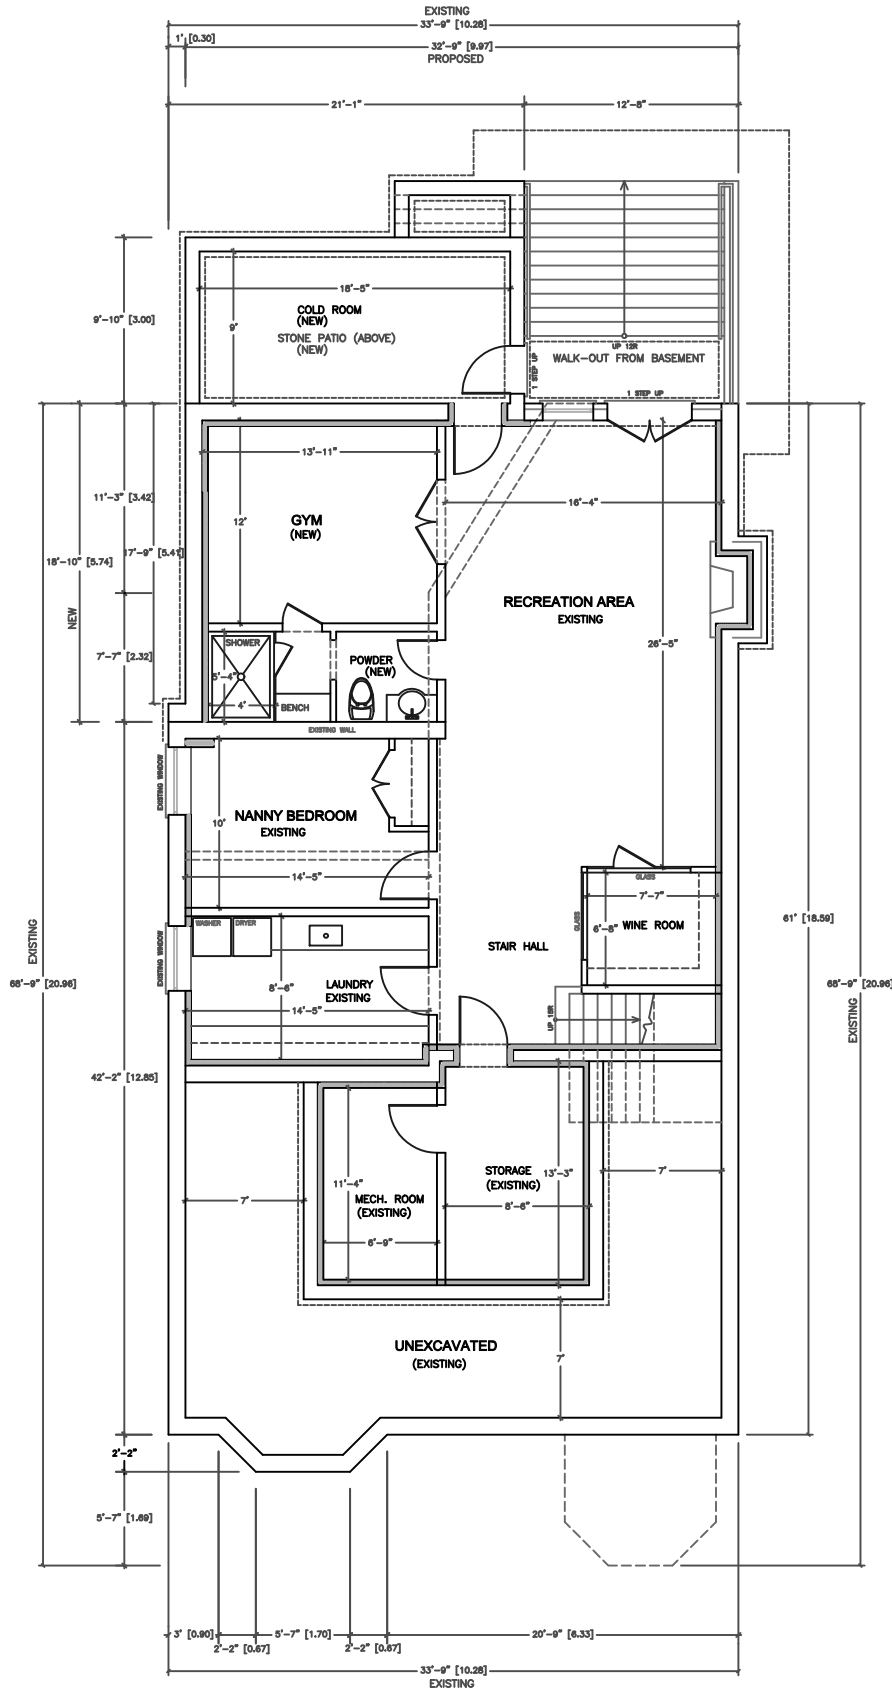 EXISTING
33'-9" [10.28]
1' [0.30]
32'-9" [9.97]
PROPOSED
21'-1"
12'-8"
18'-5"
COLD ROOM
(NEW)
9'-10" [3.00]
9'
STONE PATIO (ABOVE)
(NEW)
UP 12R
WALK-OUT FROM BASEMENT
1 STEP UP
1 STEP UP
13'-11"
11'-3" [3.42]
16'-4"
12'
GYM
(NEW)
17'-9" [5.41]
18'-10" [5.74]
RECREATION AREA
EXISTING
NEW
7'-7" [2.32]
SHOWER
26'-5"
POWDER
(NEW)
5'-4"
4'
BENCH
EXISTING WALL
EXISTING WINDOW
NANNY BEDROOM
EXISTING
10'
14'-5"
GLASS
7'-7"
61' [18.59]
WASHER
DRYER
GLASS
6'-8"
WINE ROOM
EXISTING
STAIR HALL
EXISTING WINDOW
68'-9" [20.96]
8'-6"
LAUNDRY
EXISTING
68'-9" [20.96]
14'-5"
UP 15R
EXISTING
42'-2" [12.85]
STORAGE
(EXISTING)
13'-3"
7'
11'-4"
7'
MECH. ROOM
(EXISTING)
8'-6"
6'-9"
UNEXCAVATED
(EXISTING)
7'
2'-2"
5'-7" [1.69]
3' [0.90]
5'-7" [1.70]
20'-9" [6.33]
2'-2" [0.67]
2'-2" [0.67]
33'-9" [10.28]
EXISTING